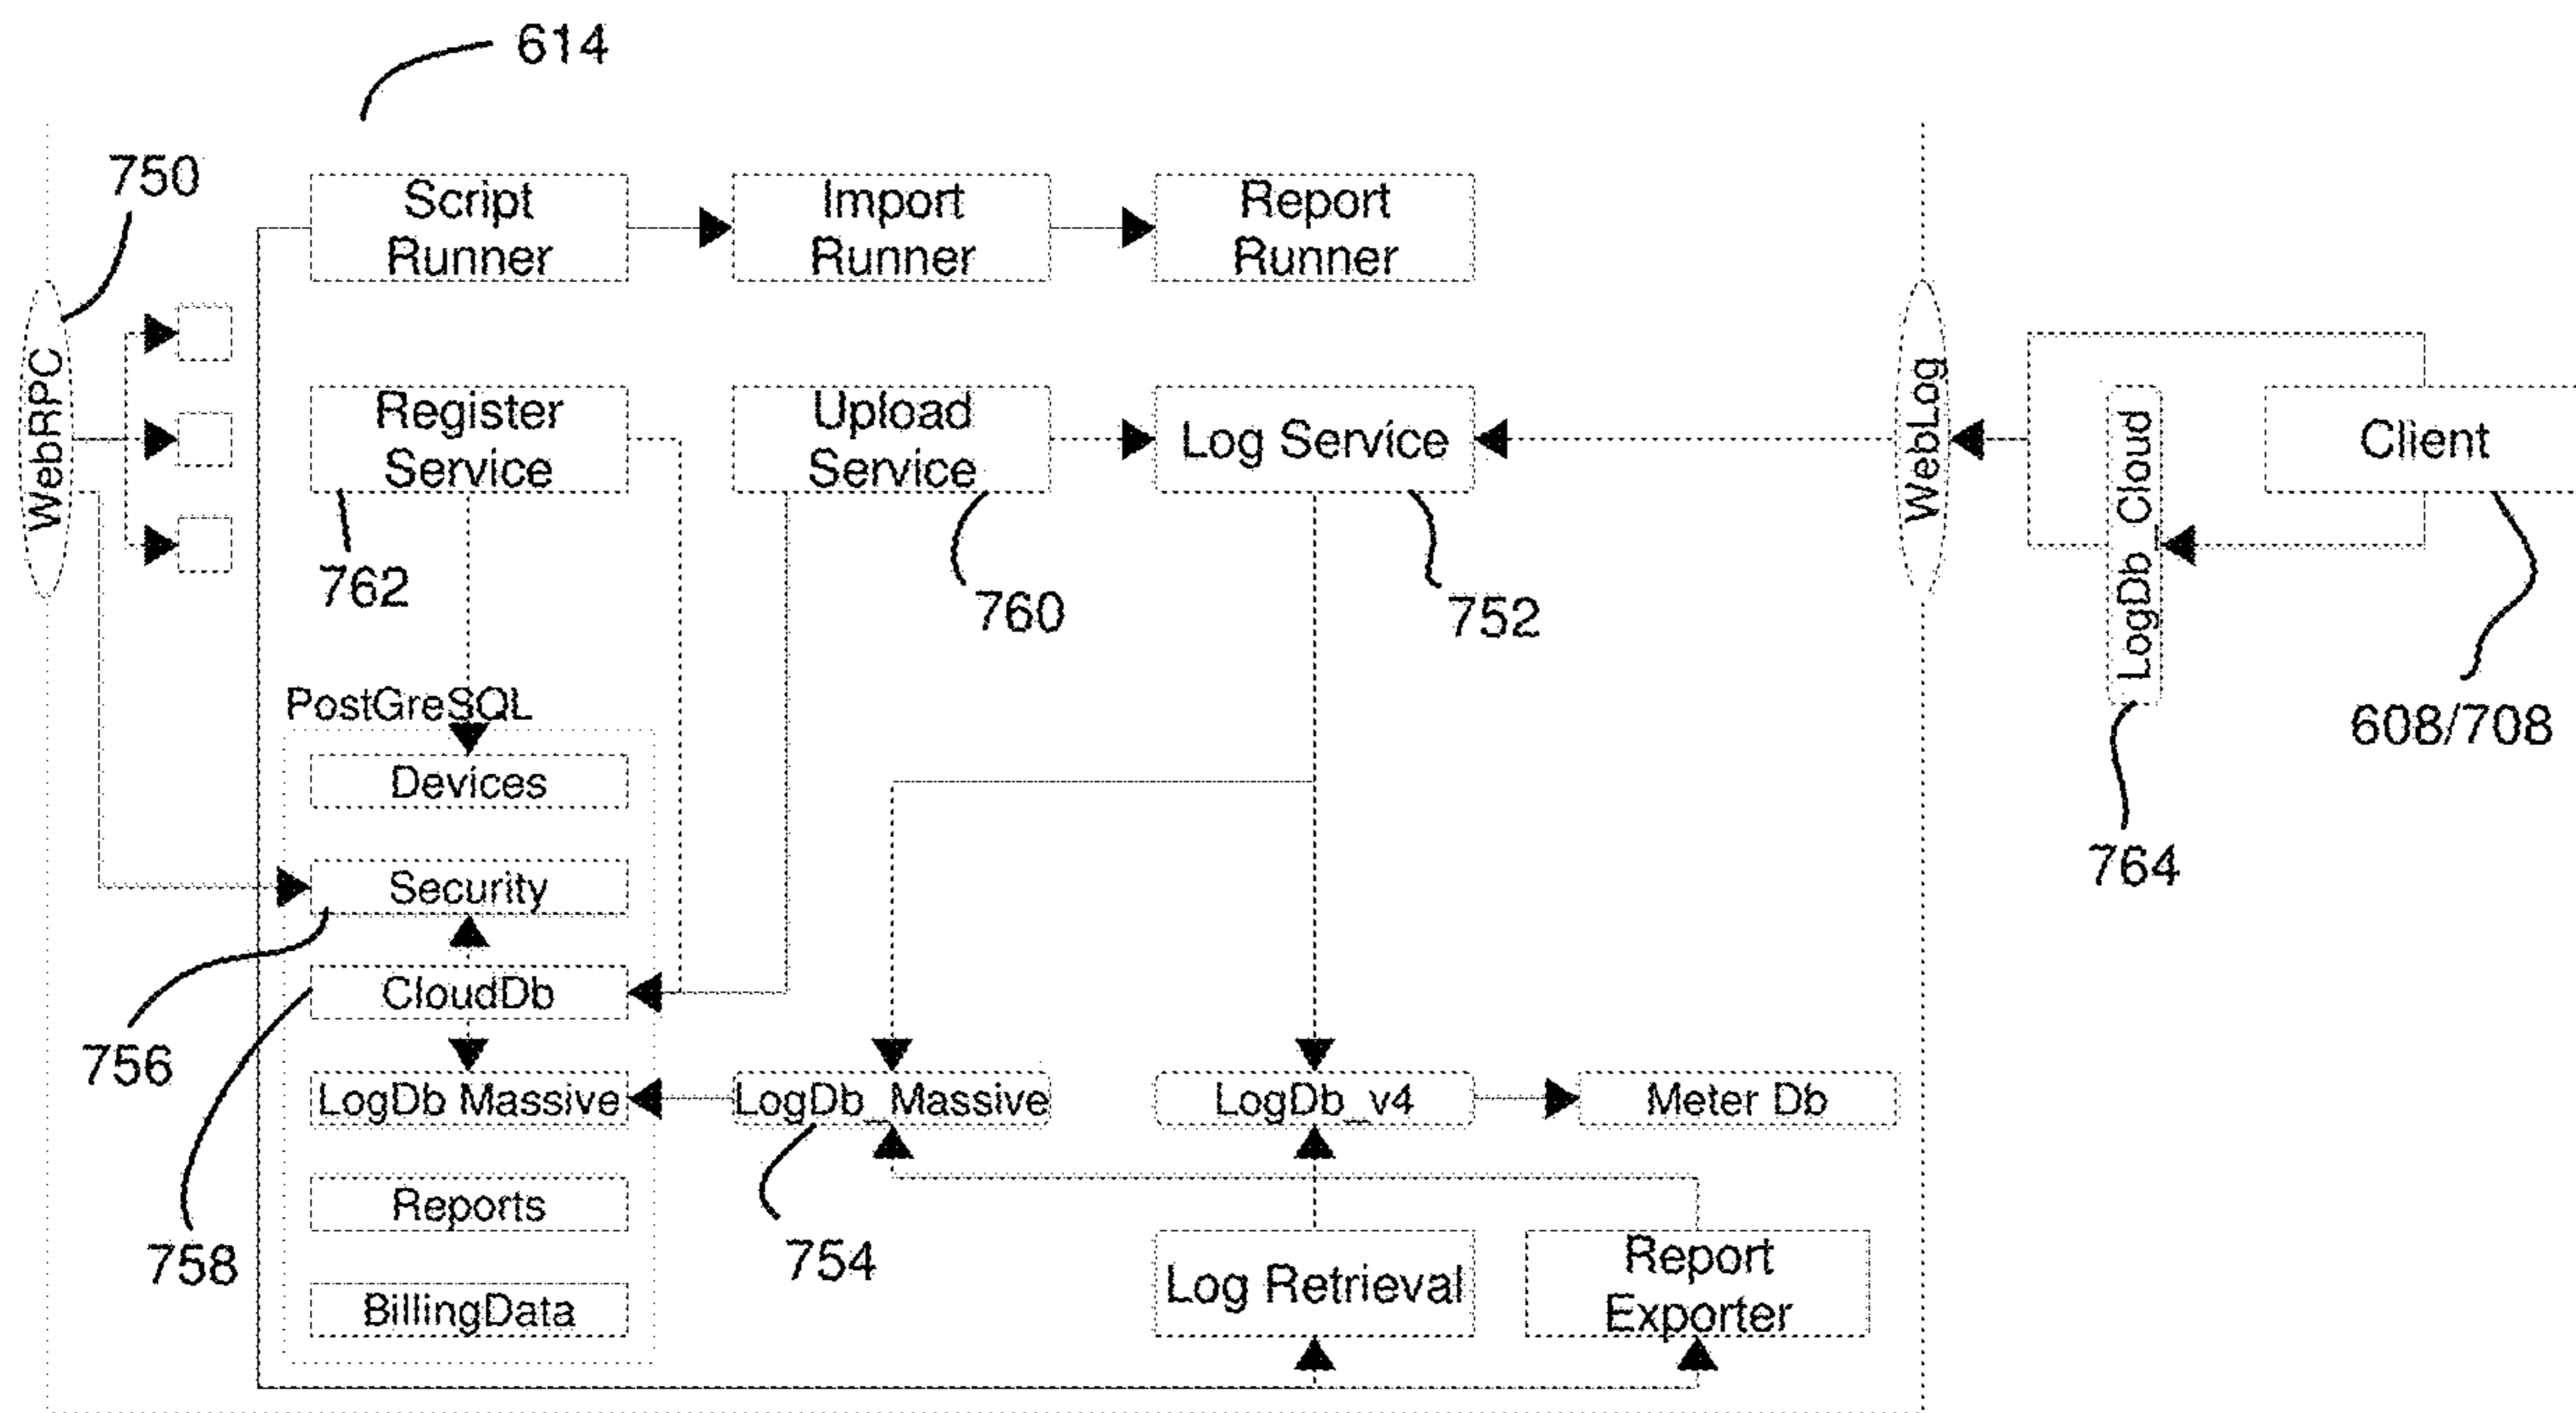 614
750
Script
Runner
Import
Runner
Report
Runner
WebRPC
Register
Service
Upload
Service
Log Service
WebLog
LogDb_Cloud
Client
762
760
752
608/708
764
PostGreSQL
Devices
Security
CloudDb
756
LogDb Massive
LogDb_Massive
LogDb_v4
Meter Db
Reports
758
754
Log Retrieval
Report
Exporter
BillingData